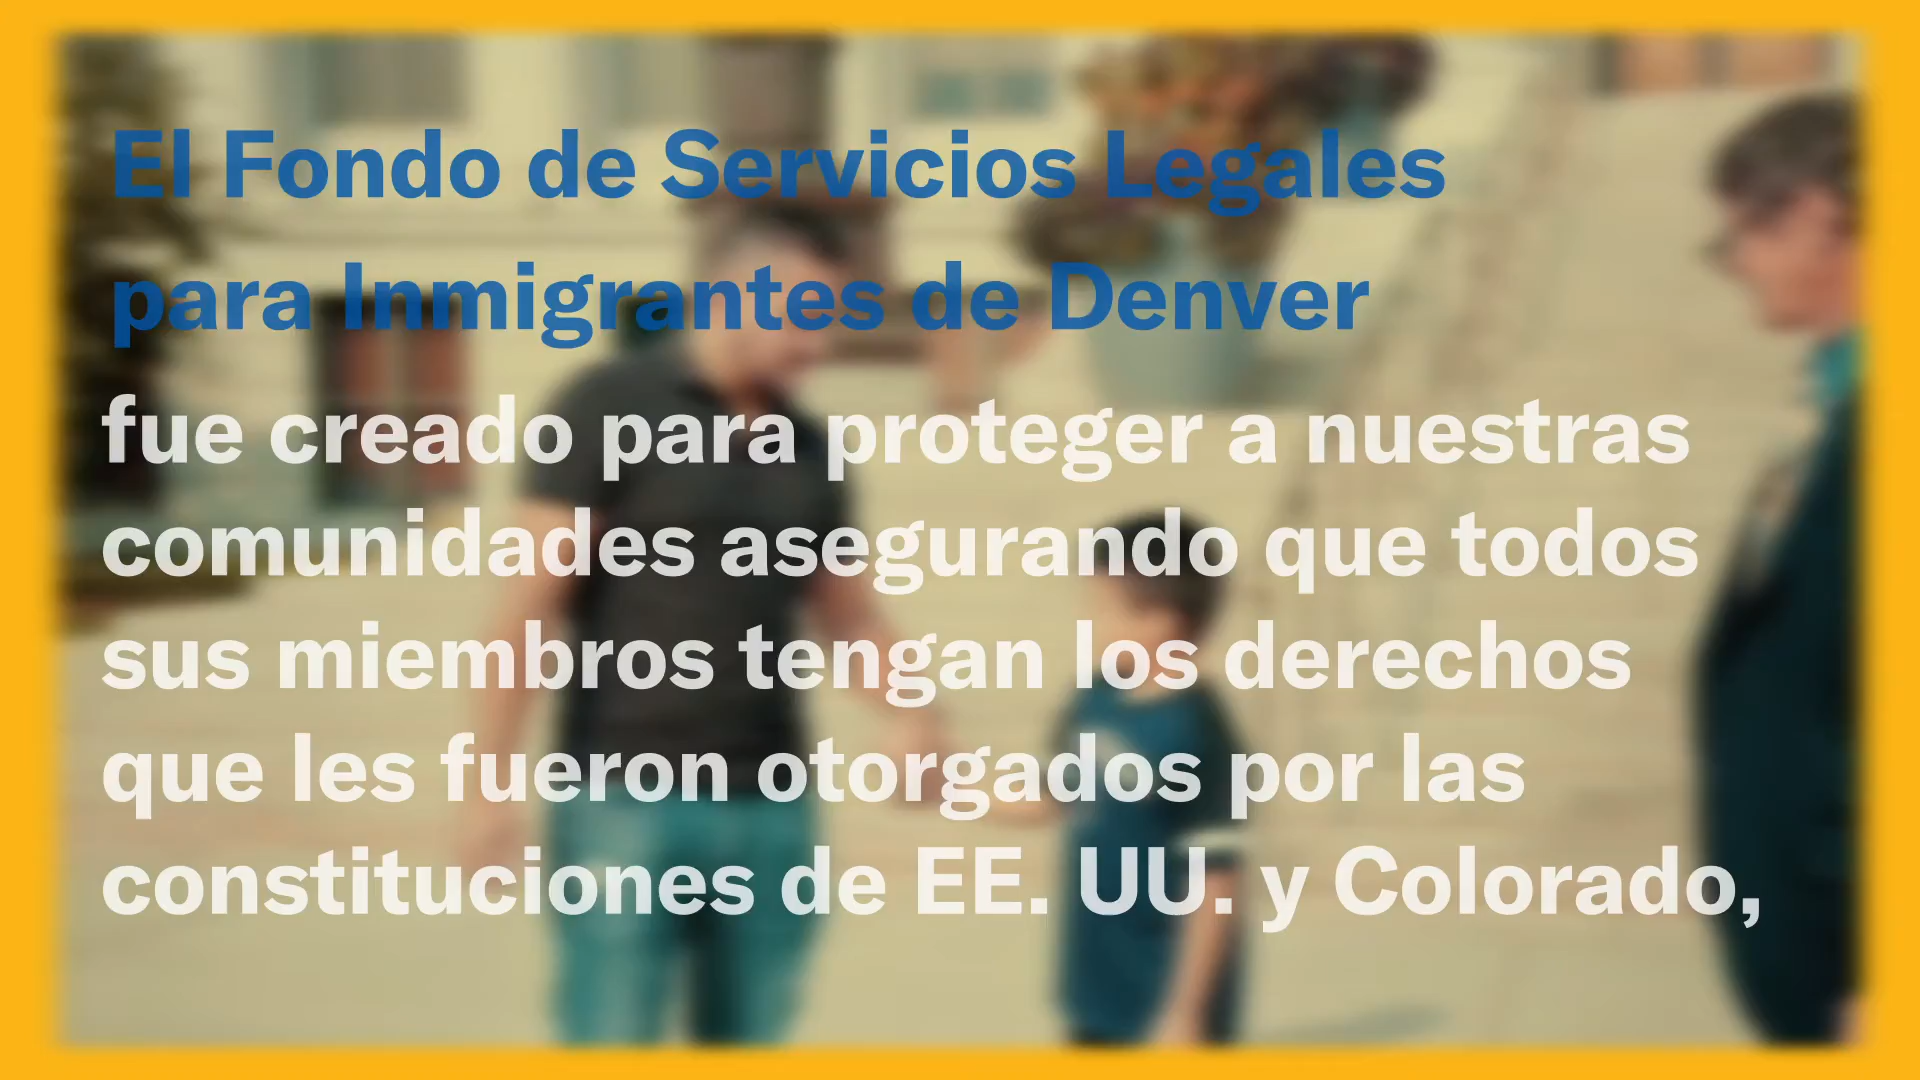 El Fondo de Servicios Legales
para Inmigrantes de Denver
fue creado para proteger a nuestras
comunidades asegurando que todos
sus miembros tengan los derechos
que les fueron otorgados por las
constituciones de EE. UU. y Colorado,